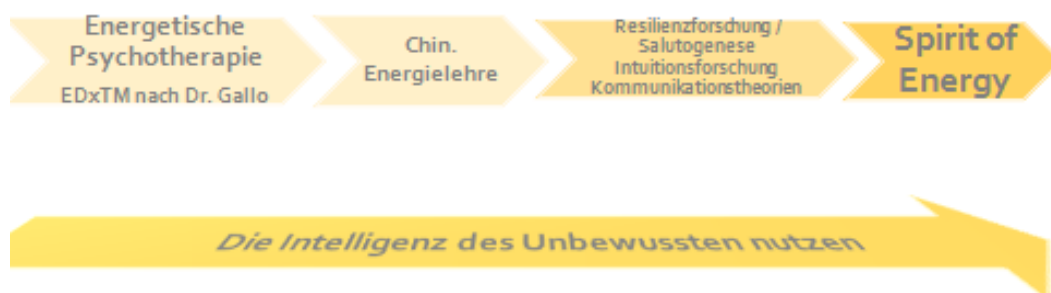 Energetische
Psychotherapie
EDxTM nach Dr. Gallo
Chin.
Energielehre
Resilienzforschung /
Salutogenese
Intuitionsforschung
Kommunikationstheorien
Spirit of
Energy
Die Intelligenz des Unbewussten nutzen